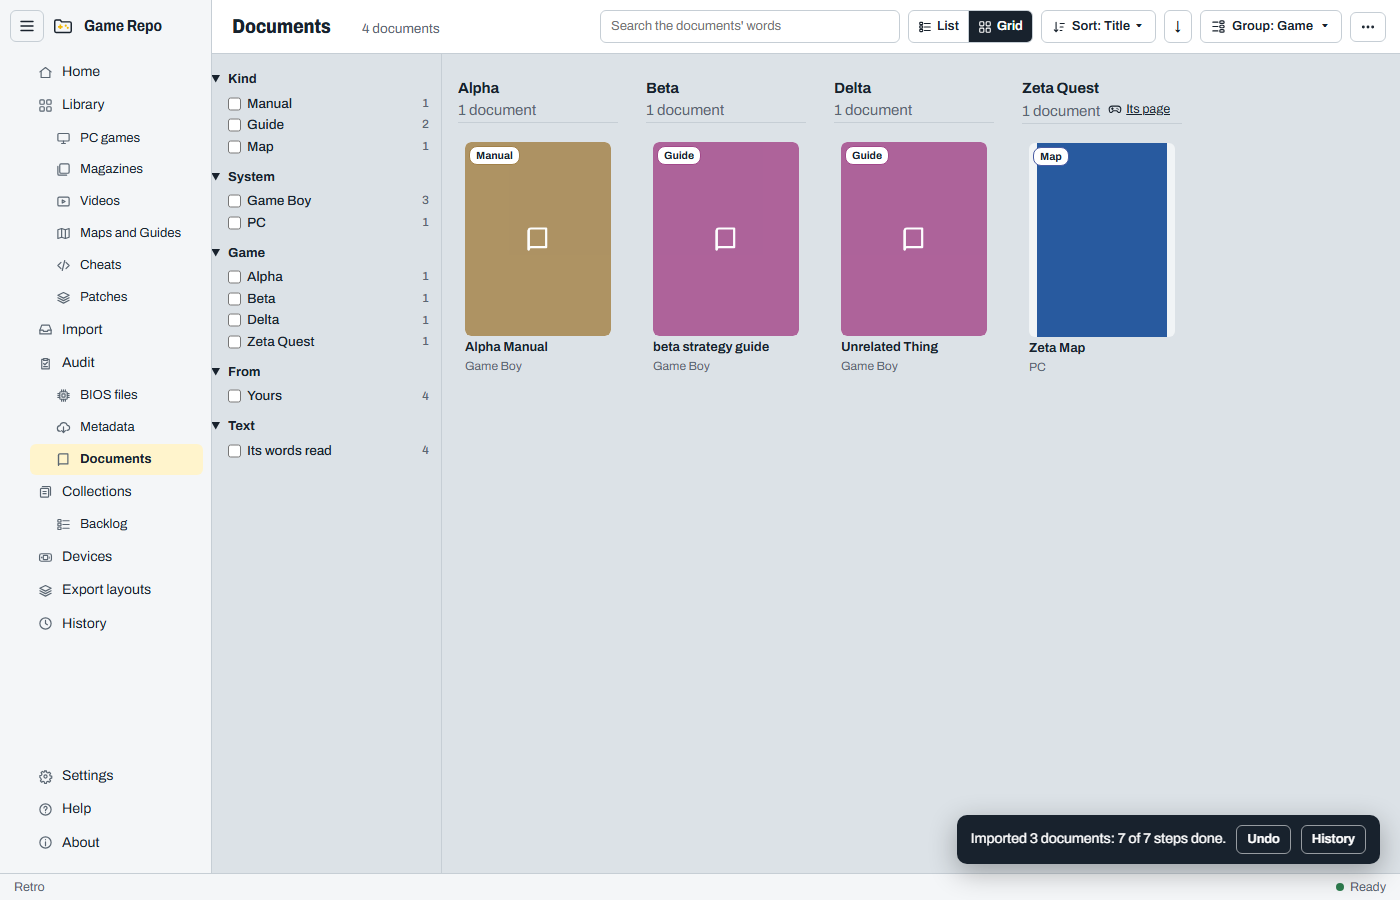 Game Repo
Home
Library
PC games
Magazines
Videos
Maps and Guides
Cheats
Patches
Import
Audit
BIOS files
Metadata
Documents
Collections
Backlog
Devices
Export layouts
History
Settings
Help
About
Documents
4 documents
Search the documents' words
List
Grid
Sort: Title
Group: Game
Kind
Manual 1
Guide 2
Map 1
System
Game Boy 3
PC 1
Game
Alpha 1
Beta 1
Delta 1
Zeta Quest 1
From
Yours 4
Text
Its words read 4
Alpha
1 document
Manual
Alpha Manual
Game Boy
Beta
1 document
Guide
beta strategy guide
Game Boy
Delta
1 document
Guide
Unrelated Thing
Game Boy
Zeta Quest
1 document Its page
Map
Zeta Map
PC
Imported 3 documents: 7 of 7 steps done. Undo History
Retro
Ready